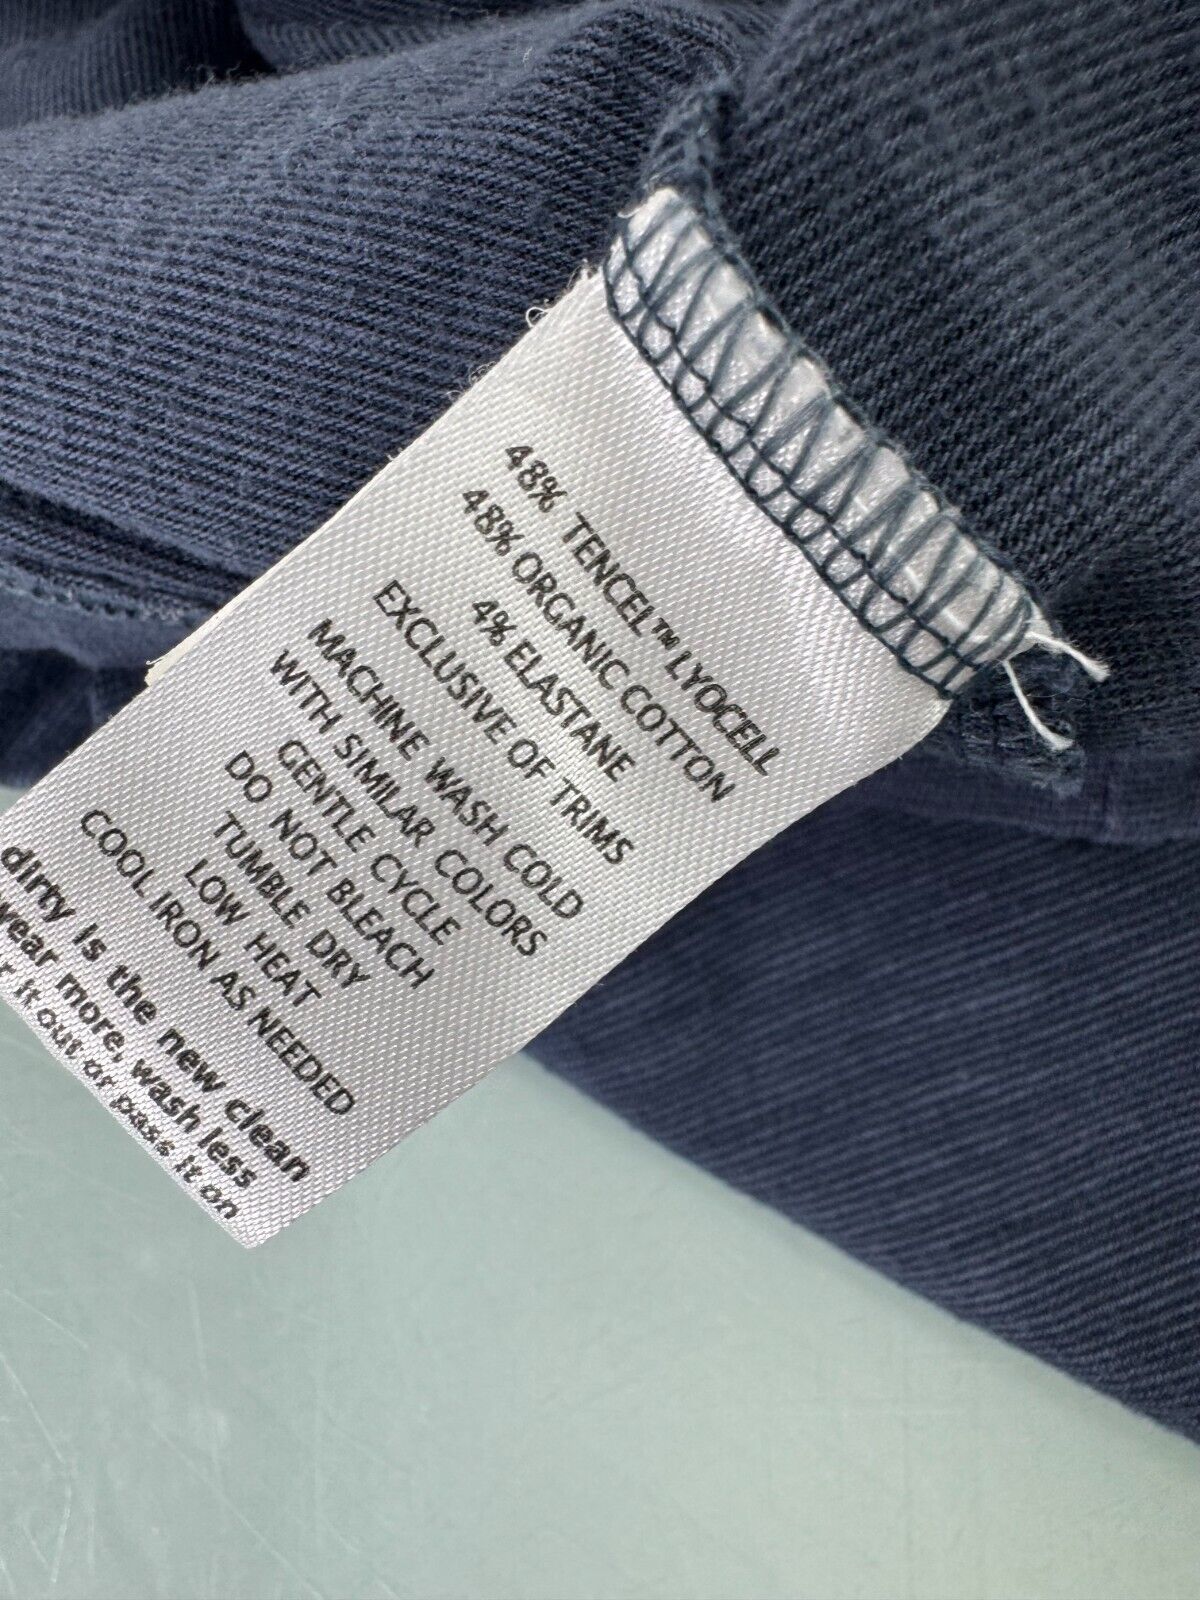 48% TENCEL™ LYOCELL
48% ORGANIC COTTON
4% ELASTANE
EXCLUSIVE OF TRIMS
MACHINE WASH COLD
WITH SIMILAR COLORS
GENTLE CYCLE
DO NOT BLEACH
TUMBLE DRY
LOW HEAT
COOL IRON AS NEEDED
dirty is the new clean
wear more, wash less
it out or pass it on